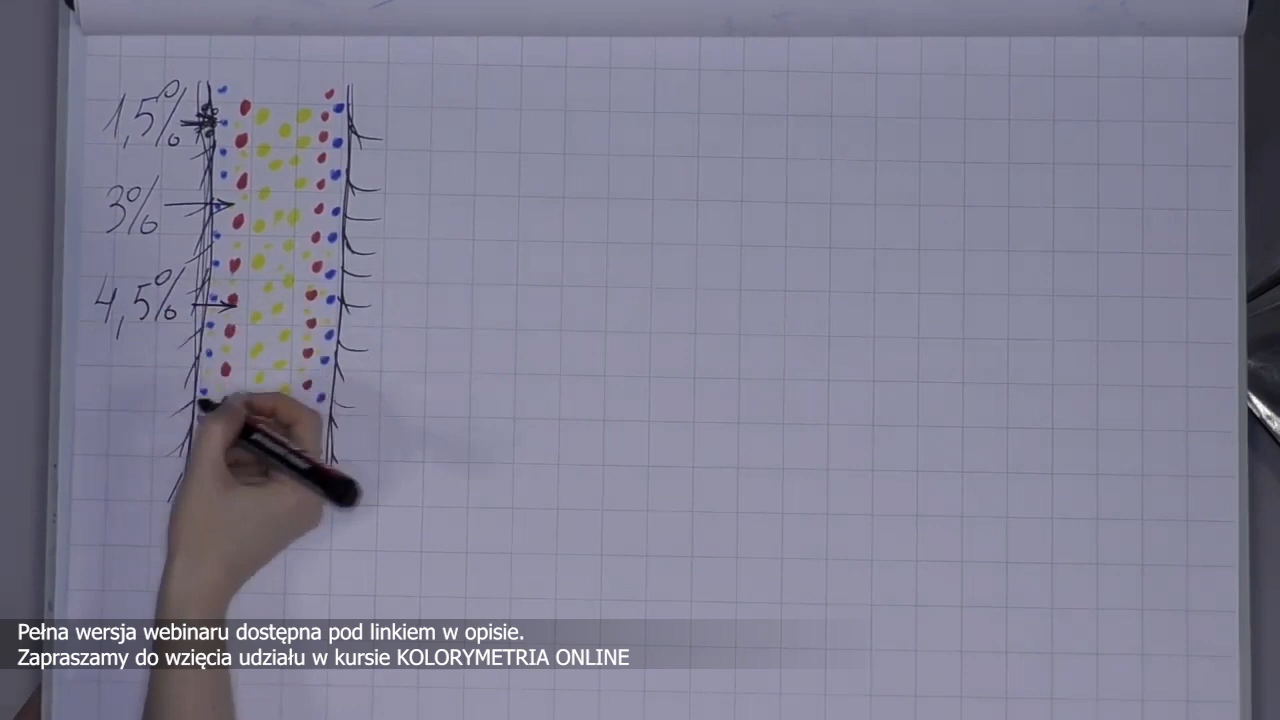 1,5%
3%
4,5%
Pełna wersja webinaru dostępna pod linkiem w opisie.
Zapraszamy do wzięcia udziału w kursie KOLORYMETRIA ONLINE